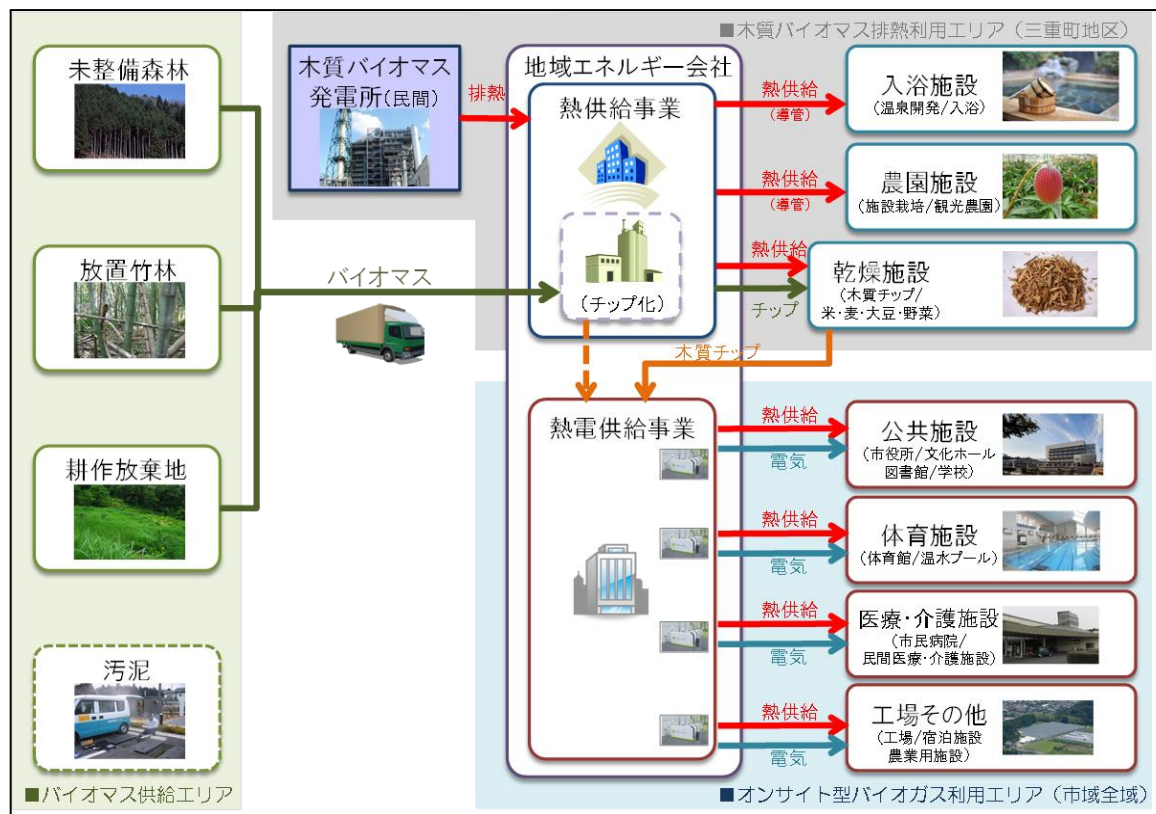 ■木質バイオマス排熱利用エリア（三重町地区）
未整備森林
放置竹林
耕作放棄地
汚泥
■バイオマス供給エリア
木質バイオマス
発電所(民間)
排熱
バイオマス
地域エネルギー会社
熱供給事業
(チップ化)
熱供給
(導管)
入浴施設
(温泉開発/入浴)
熱供給
(導管)
農園施設
(施設栽培/観光農園)
熱供給
チップ
乾燥施設
(木質チップ/
米・麦・大豆・野菜)
木質チップ
熱電供給事業
熱供給
電気
公共施設
(市役所/文化ホール
図書館/学校)
熱供給
電気
体育施設
(体育館/温水プール)
熱供給
電気
医療・介護施設
(市民病院/
民間医療・介護施設)
熱供給
電気
工場その他
(工場/宿泊施設
農業用施設)
■オンサイト型バイオガス利用エリア（市域全域）